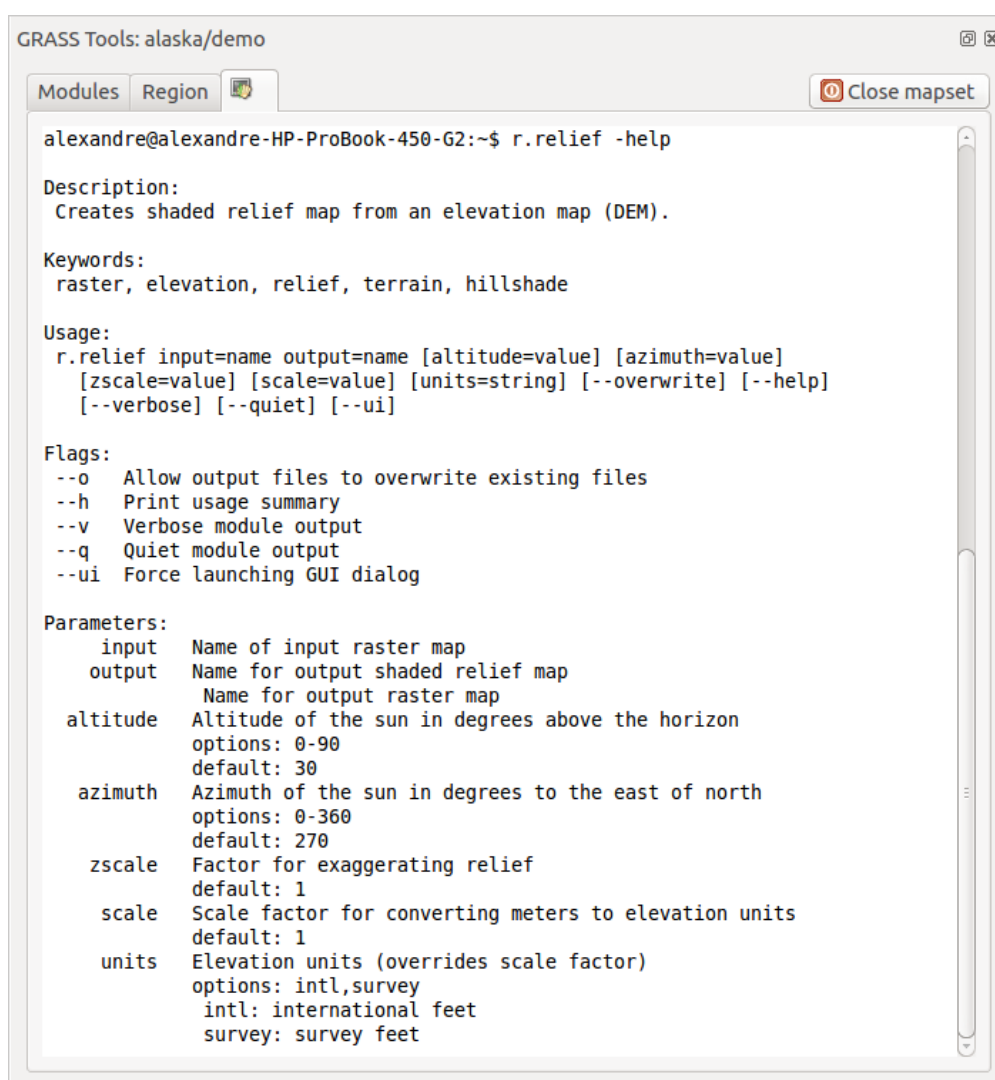 GRASS Tools: alaska/demo
Modules Region Close mapset
alexandre@alexandre-HP-ProBook-450-G2:~$ r.relief -help
Description:
Creates shaded relief map from an elevation map (DEM).
Keywords:
raster, elevation, relief, terrain, hillshade
Usage:
r.relief input=name output=name [altitude=value] [azimuth=value]
[zscale=value] [scale=value] [units=string] [--overwrite] [--help]
[--verbose] [--quiet] [--ui]
Flags:
--o Allow output files to overwrite existing files
--h Print usage summary
--v Verbose module output
--q Quiet module output
--ui Force launching GUI dialog
Parameters:
input Name of input raster map
output Name for output shaded relief map
Name for output raster map
altitude Altitude of the sun in degrees above the horizon
options: 0-90
default: 30
azimuth Azimuth of the sun in degrees to the east of north
options: 0-360
default: 270
zscale Factor for exaggerating relief
default: 1
scale Scale factor for converting meters to elevation units
default: 1
units Elevation units (overrides scale factor)
options: intl,survey
intl: international feet
survey: survey feet